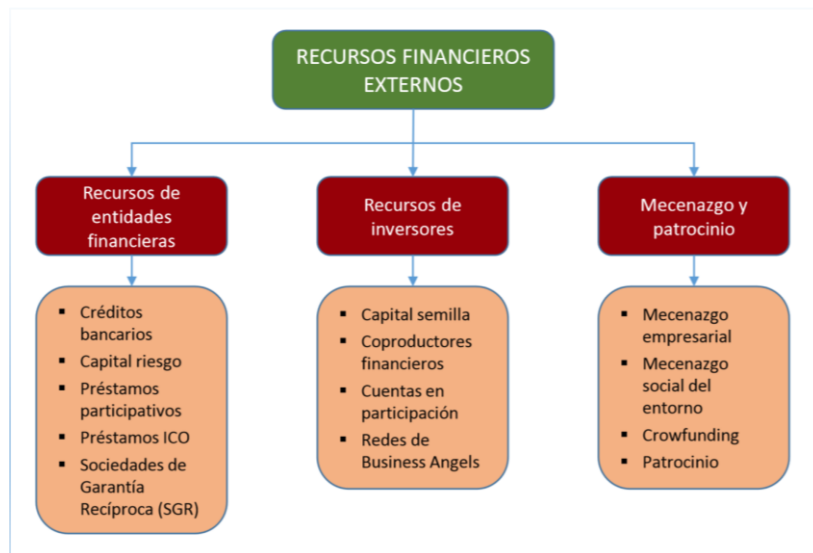 RECURSOS FINANCIEROS
EXTERNOS
Recursos de
entidades
financieras
▪ Créditos
bancarios
▪ Capital riesgo
▪ Préstamos
participativos
▪ Préstamos ICO
▪ Sociedades de
Garantía
Recíproca (SGR)
Recursos de
inversores
▪ Capital semilla
▪ Coproductores
financieros
▪ Cuentas en
participación
▪ Redes de
Business Angels
Mecenazgo y
patrocinio
▪ Mecenazgo
empresarial
▪ Mecenazgo
social del
entorno
▪ Crowfunding
▪ Patrocinio